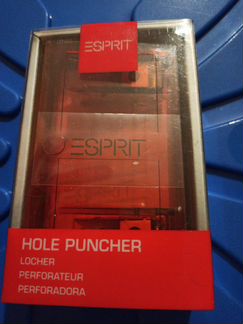 ESPRIT
ESPRIT
HOLE PUNCHER
LOCHER
PERFORATEUR
PERFORADORA